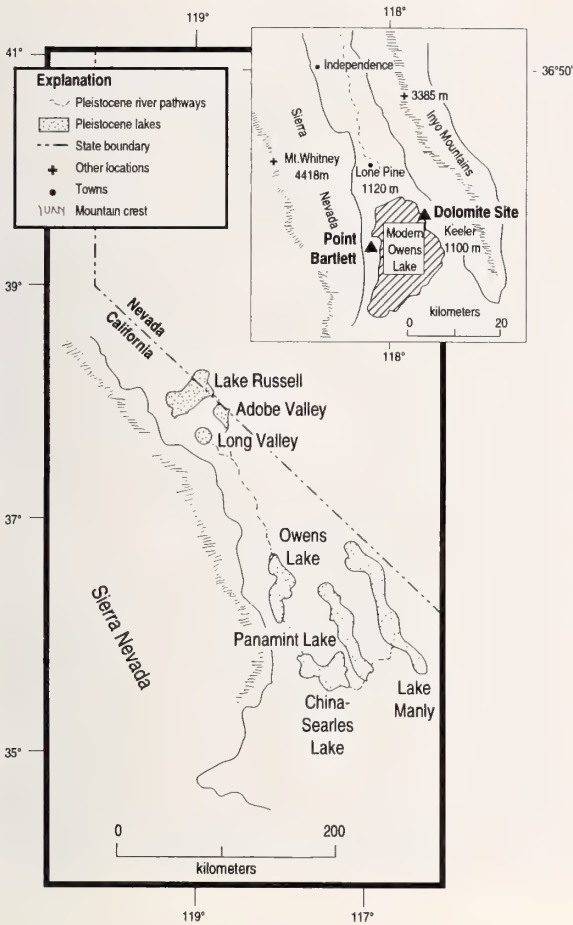 119°
118°
41°
36°50'
Explanation
Pleistocene river pathways
Pleistocene lakes
State boundary
Other locations
Towns
Mountain crest
Independence
3385 m
Inyo Mountains
Sierra
Nevada
Mt.Whitney
4418m
Lone Pine
1120 m
Dolomite Site
Keeler
1100 m
Point
Bartlett
Modern
Owens
Lake
kilometers
0 20
118°
39°
Nevada
California
Lake Russell
Adobe Valley
Long Valley
37°
Owens
Lake
Sierra Nevada
Panamint Lake
China-
Searles
Lake
Lake
Manly
35°
0 200
kilometers
119° 117°